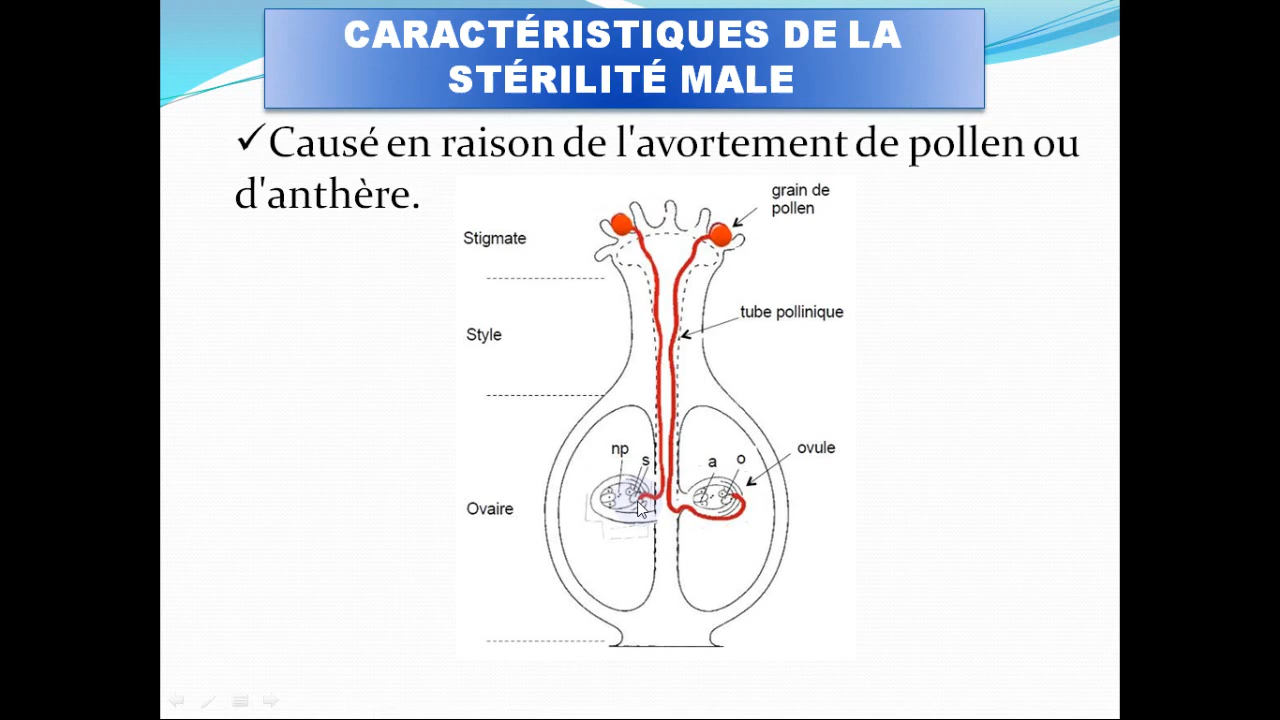 CARACTÉRISTIQUES DE LA
STÉRILITÉ MALE
✓Causé en raison de l'avortement de pollen ou
d'anthère.
grain de
pollen
Stigmate
tube pollinique
Style
np
s
a
o
ovule
Ovaire